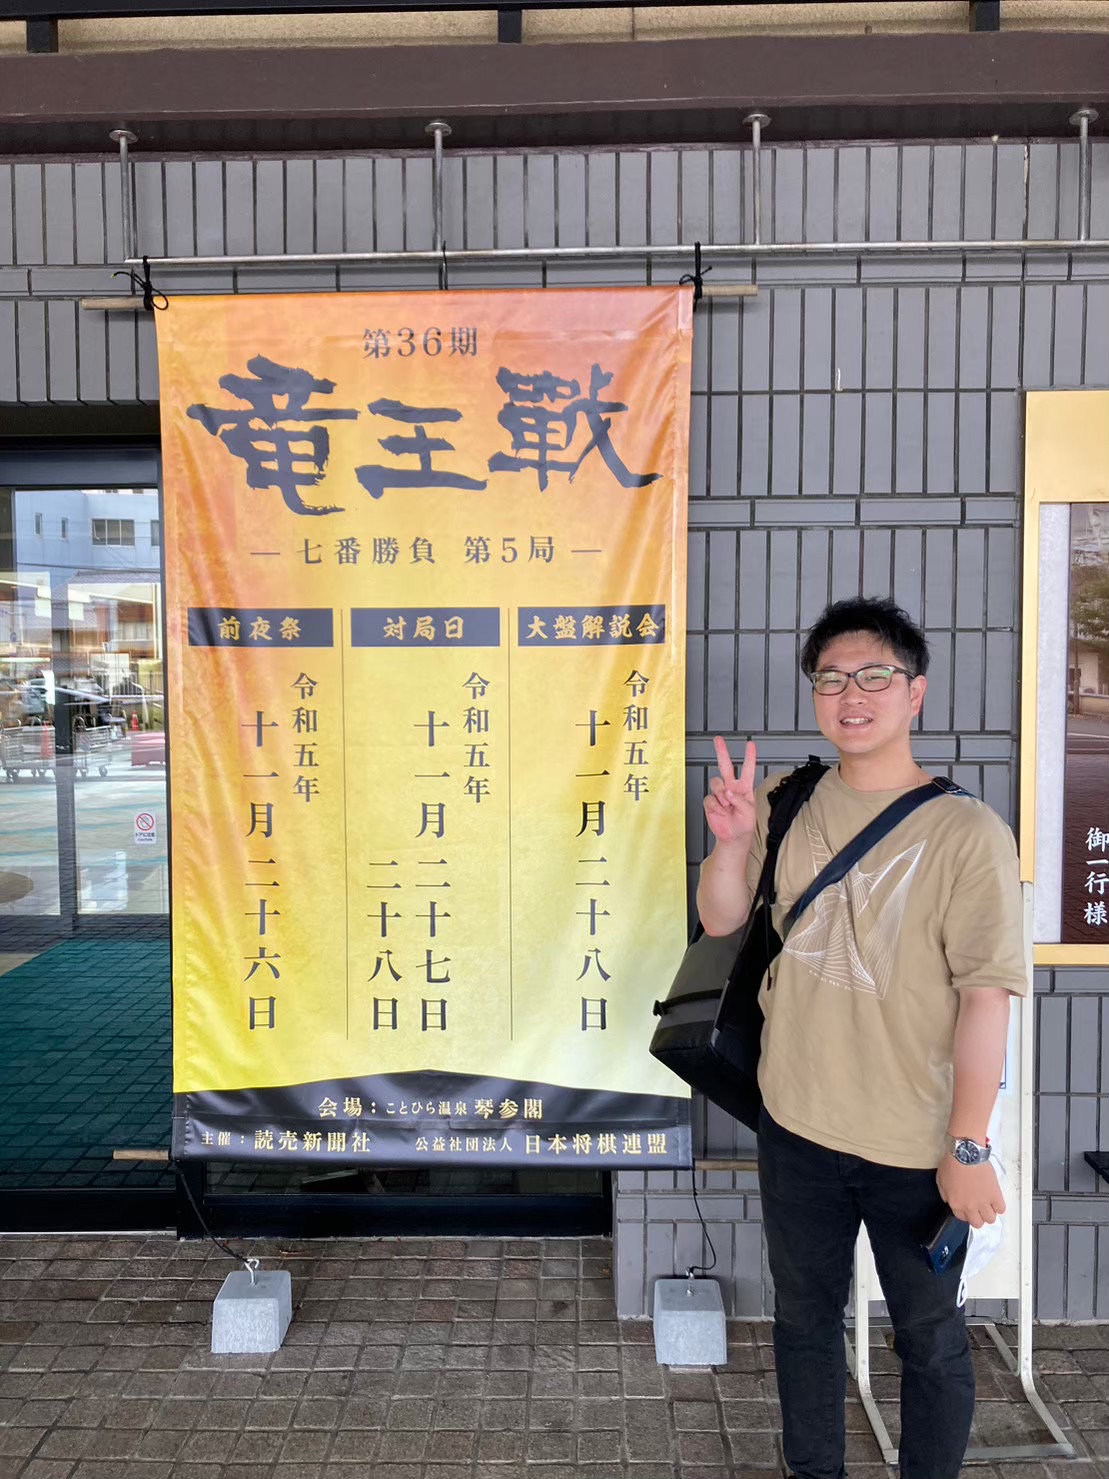 第36期
竜王戰
— 七番勝負 第5局 —
前夜祭
令和五年
十一月二十六日
対局日
令和五年
十一月二十七日
二十八日
大盤解説会
令和五年
十一月二十八日
会場：ことひら温泉 琴参閣
主催：読売新聞社 公益社団法人 日本将棋連盟
御一行様